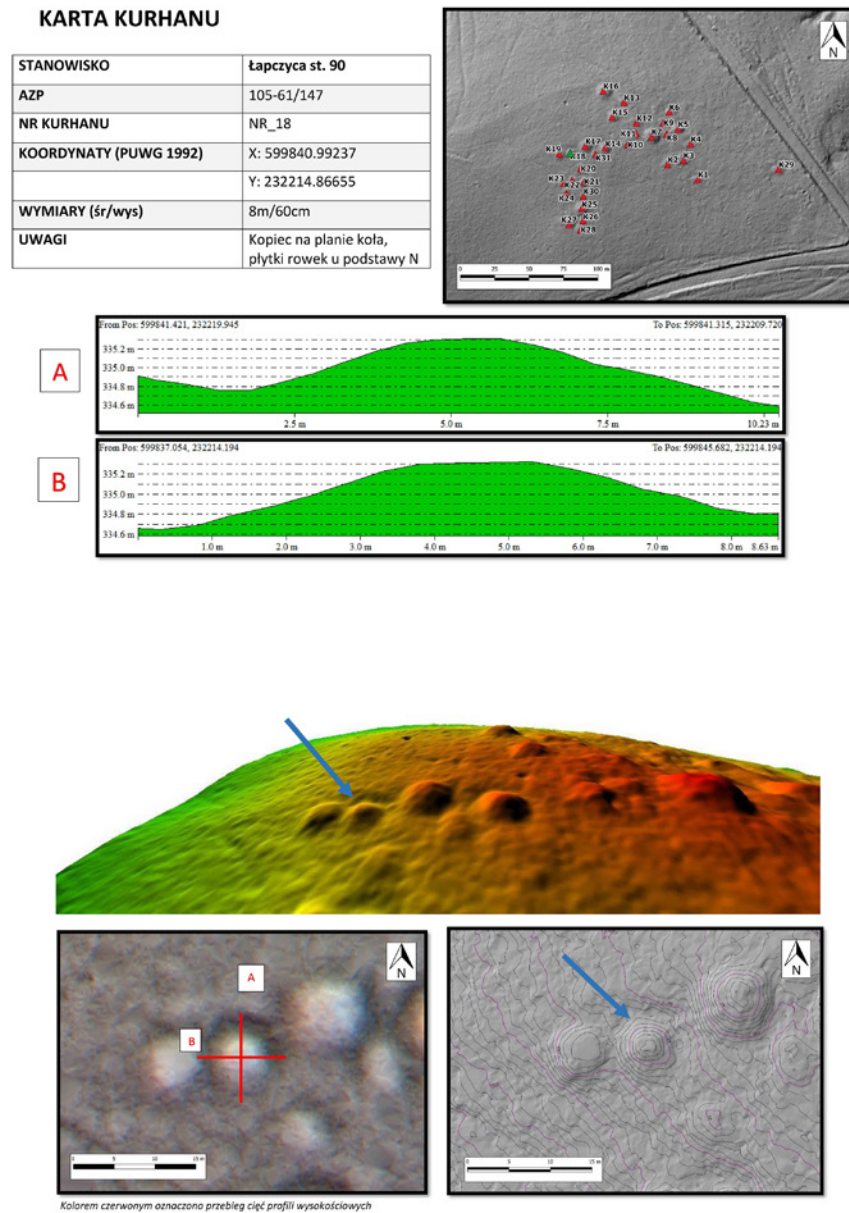 KARTA KURHANU
STANOWISKO Łapczyca st. 90
AZP 105-61/147
NR KURHANU NR_18
KOORDYNATY (PUWG 1992) X: 599840.99237
Y: 232214.86655
WYMIARY (śr/wys) 8m/60cm
UWAGI Kopiec na planie koła,
płytki rowek u podstawy N
N
K16
K13
K15
K6
K12
K9
K5
K11
K7
K8
K4
K17
K14
K10
K19
K18
K31
K2
K3
K20
K29
K23
K22
K21
K1
K24
K30
K25
K27
K26
K28
0 25 50 75 100 m
A
From Pos: 599841.421, 232219.945 To Pos: 599841.315, 232209.720
335.2 m
335.0 m
334.8 m
334.6 m
2.5 m 5.0 m 7.5 m 10.23 m
B
From Pos: 599837.054, 232214.194 To Pos: 599845.682, 232214.194
335.2 m
335.0 m
334.8 m
334.6 m
1.0 m 2.0 m 3.0 m 4.0 m 5.0 m 6.0 m 7.0 m 8.0 m 8.63 m
A
N
B
0 5 10 15 m
N
0 5 10 15 m
Kolorem czerwonym oznaczono przebieg cięć profili wysokościowych